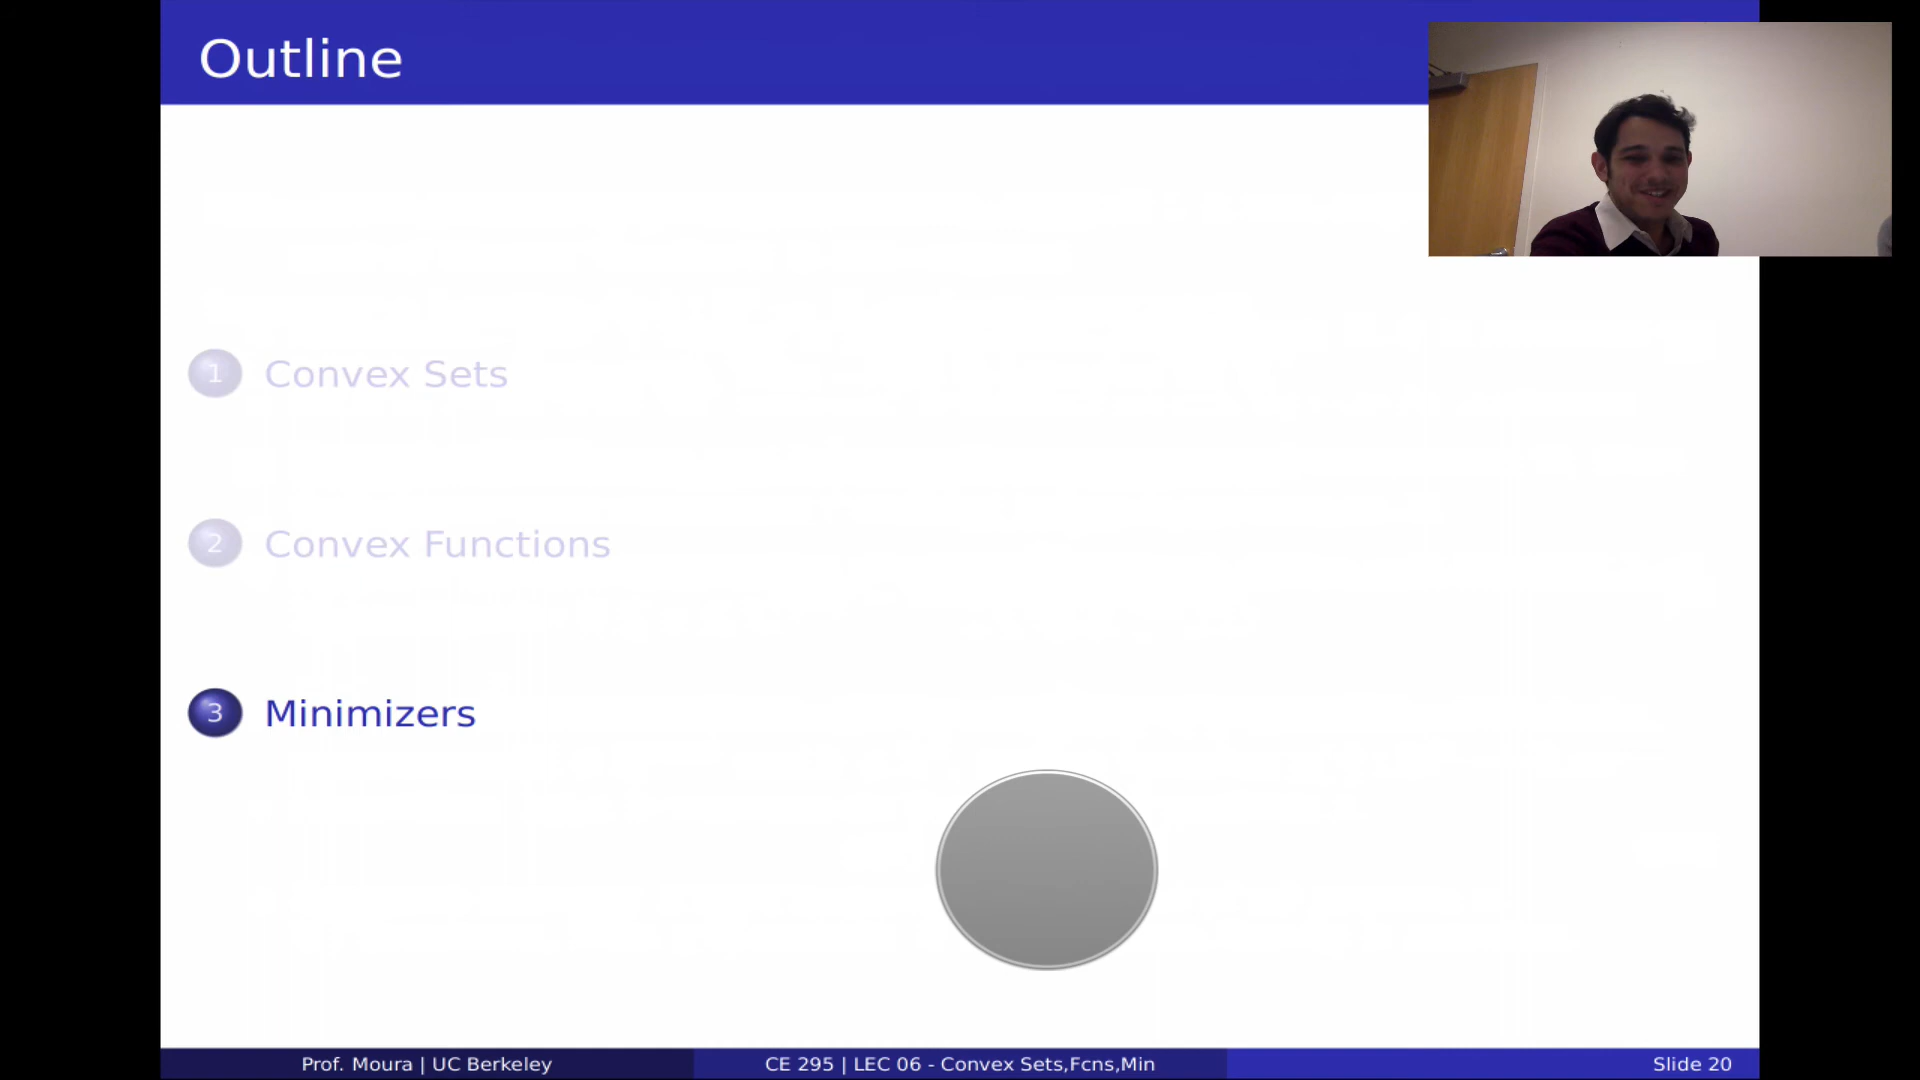 Outline
1 Convex Sets
2 Convex Functions
3 Minimizers
Prof. Moura | UC Berkeley
CE 295 | LEC 06 - Convex Sets,Fcns,Min
Slide 20